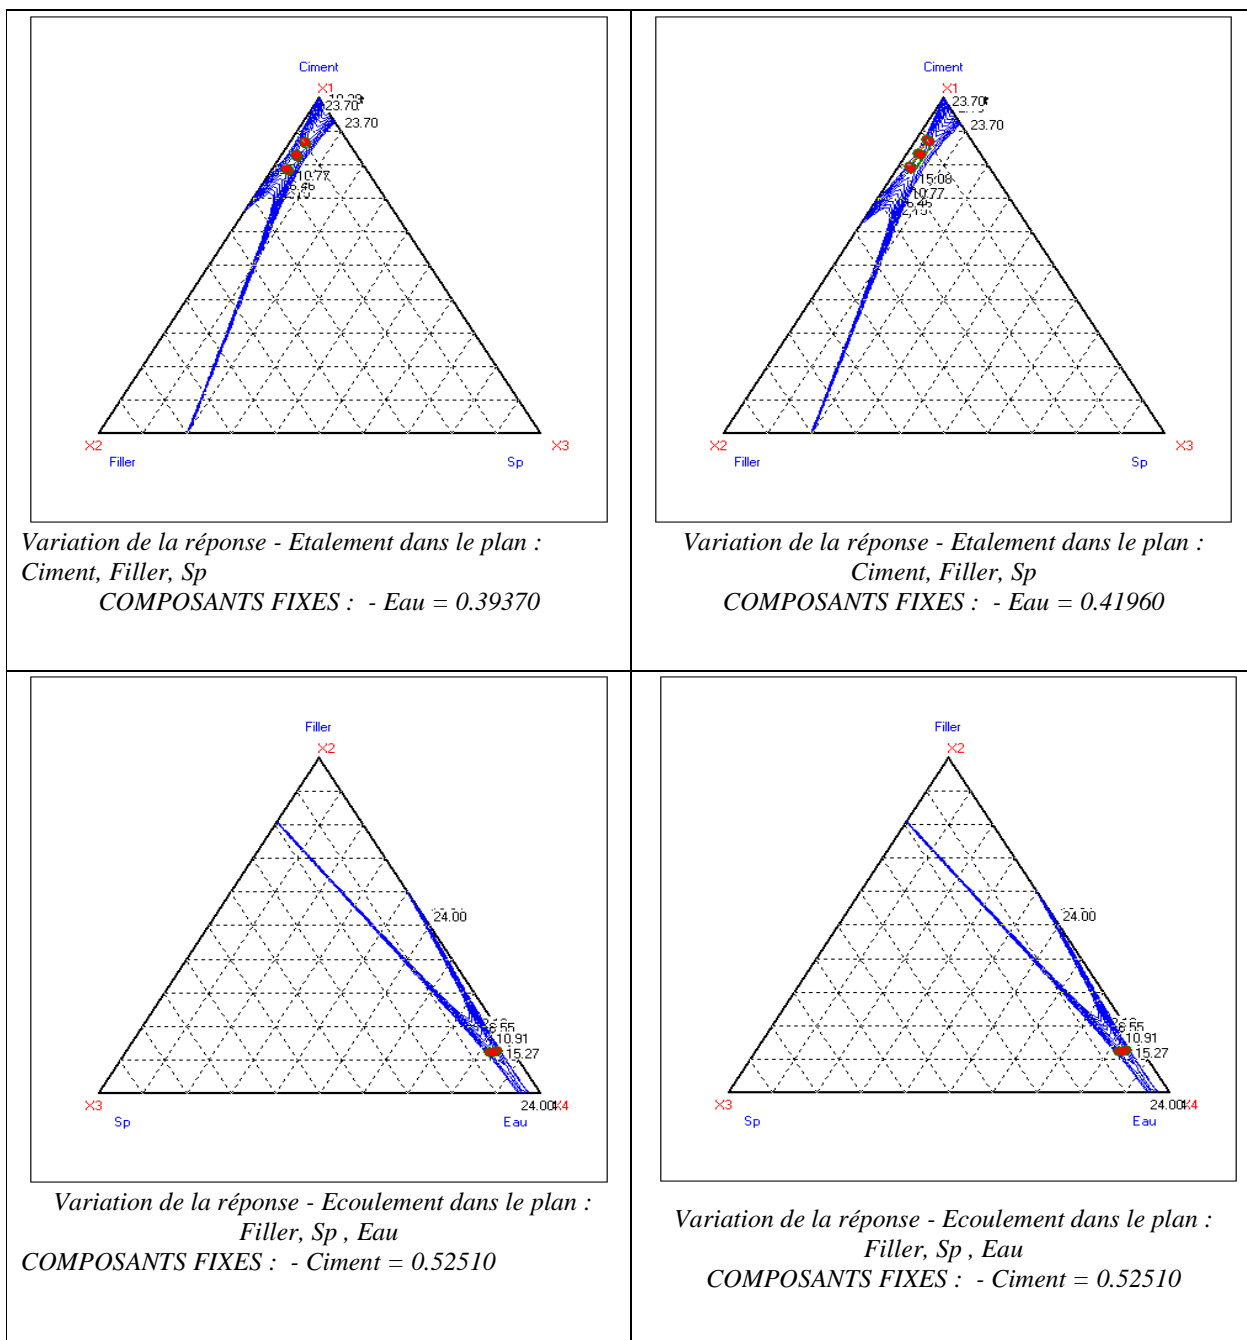 Ciment
X1
23.70
23.70
10.77
X2
X3
Filler
Sp
Variation de la réponse - Etalement dans le plan :
Ciment, Filler, Sp
COMPOSANTS FIXES : - Eau = 0.39370
Ciment
X1
23.70
23.70
15.08
10.77
X2
X3
Filler
Sp
Variation de la réponse - Etalement dans le plan :
Ciment, Filler, Sp
COMPOSANTS FIXES : - Eau = 0.41960
Filler
X2
24.00
10.91
15.27
X3
24.00
X4
Sp
Eau
Variation de la réponse - Ecoulement dans le plan :
Filler, Sp , Eau
COMPOSANTS FIXES : - Ciment = 0.52510
Filler
X2
24.00
10.91
15.27
X3
24.00
X4
Sp
Eau
Variation de la réponse - Ecoulement dans le plan :
Filler, Sp , Eau
COMPOSANTS FIXES : - Ciment = 0.52510